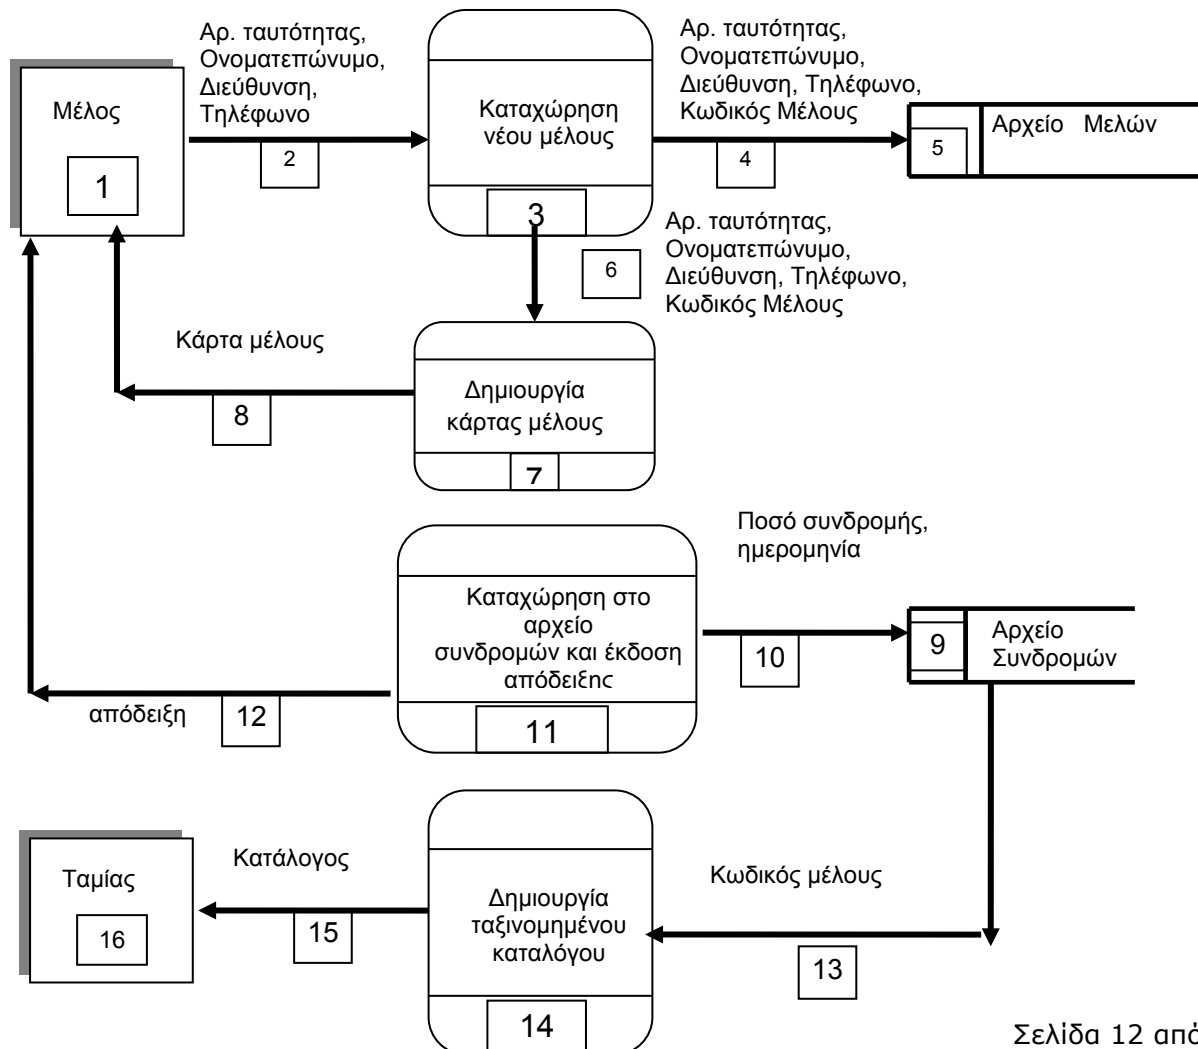 Αρ. ταυτότητας,
Ονοματεπώνυμο,
Διεύθυνση,
Τηλέφωνο
Αρ. ταυτότητας,
Ονοματεπώνυμο,
Διεύθυνση, Τηλέφωνο,
Κωδικός Μέλους
Μέλος
1
2
Καταχώρηση
νέου μέλους
3
4
5
Αρχείο Μελών
6
Αρ. ταυτότητας,
Ονοματεπώνυμο,
Διεύθυνση, Τηλέφωνο,
Κωδικός Μέλους
Κάρτα μέλους
8
Δημιουργία
κάρτας μέλους
7
Ποσό συνδρομής,
ημερομηνία
Καταχώρηση στο
αρχείο
συνδρομών και έκδοση
απόδειξης
11
10
9
Αρχείο
Συνδρομών
απόδειξη
12
Ταμίας
16
Κατάλογος
15
Δημιουργία
ταξινομημένου
καταλόγου
14
Κωδικός μέλους
13
Σελίδα 12 από